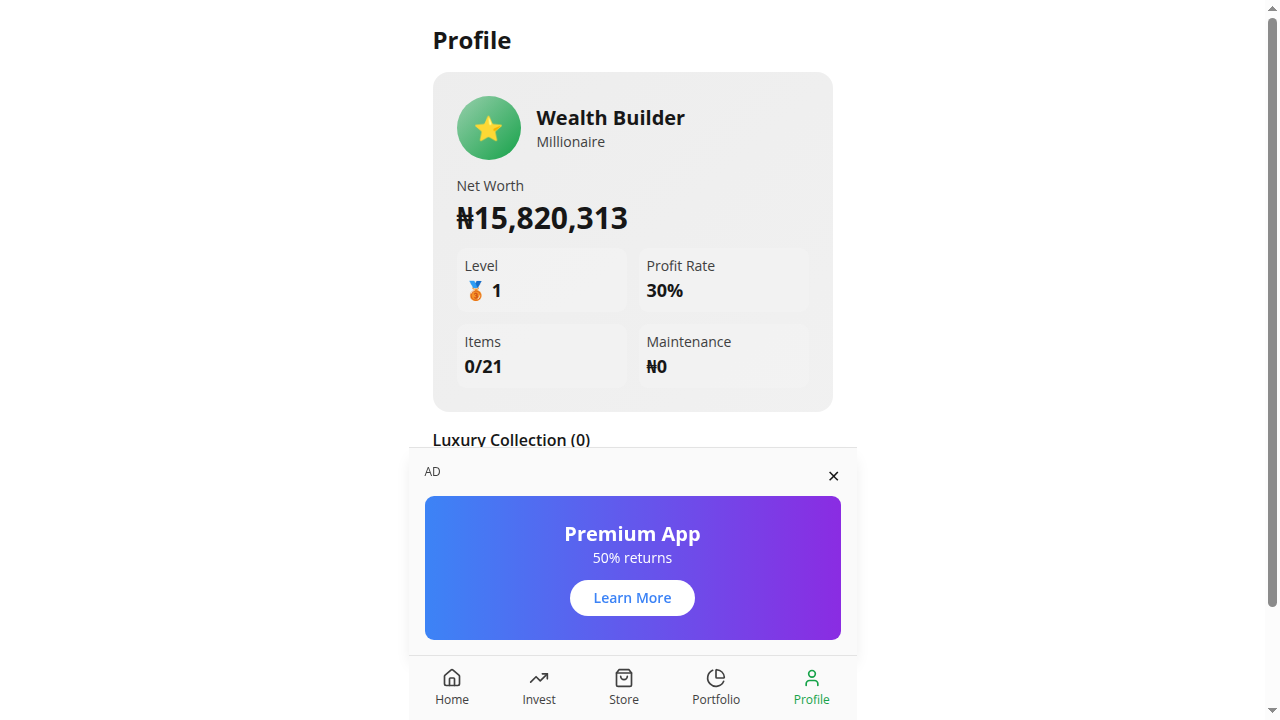 Profile
Wealth Builder
Millionaire
Net Worth
₦15,820,313
Level
1
Profit Rate
30%
Items
0/21
Maintenance
₦0
Luxury Collection (0)
AD
✕
Premium App
50% returns
Learn More
Home
Invest
Store
Portfolio
Profile